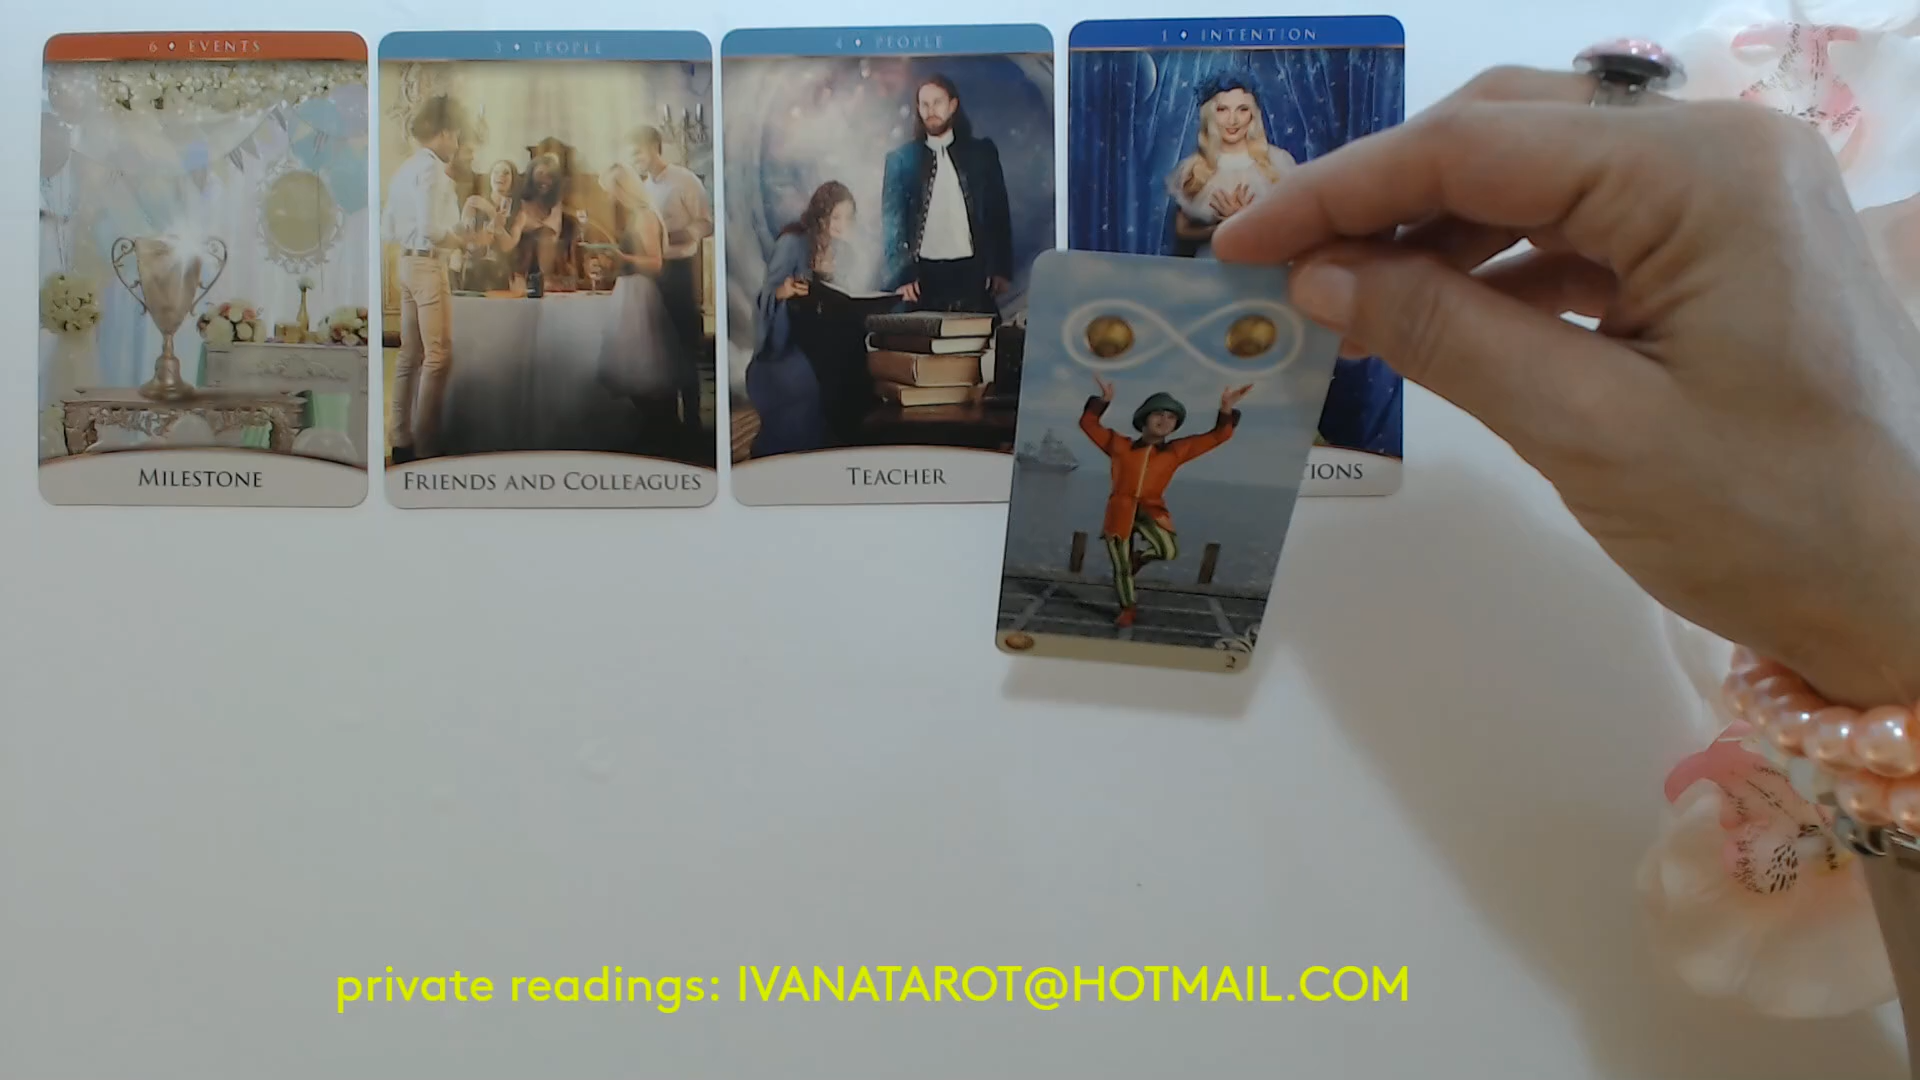 6 • EVENTS
3 • PEOPLE
4 • PEOPLE
1 • INTENTION
MILESTONE
FRIENDS AND COLLEAGUES
TEACHER
TIONS
2
private readings: IVANATAROT@HOTMAIL.COM